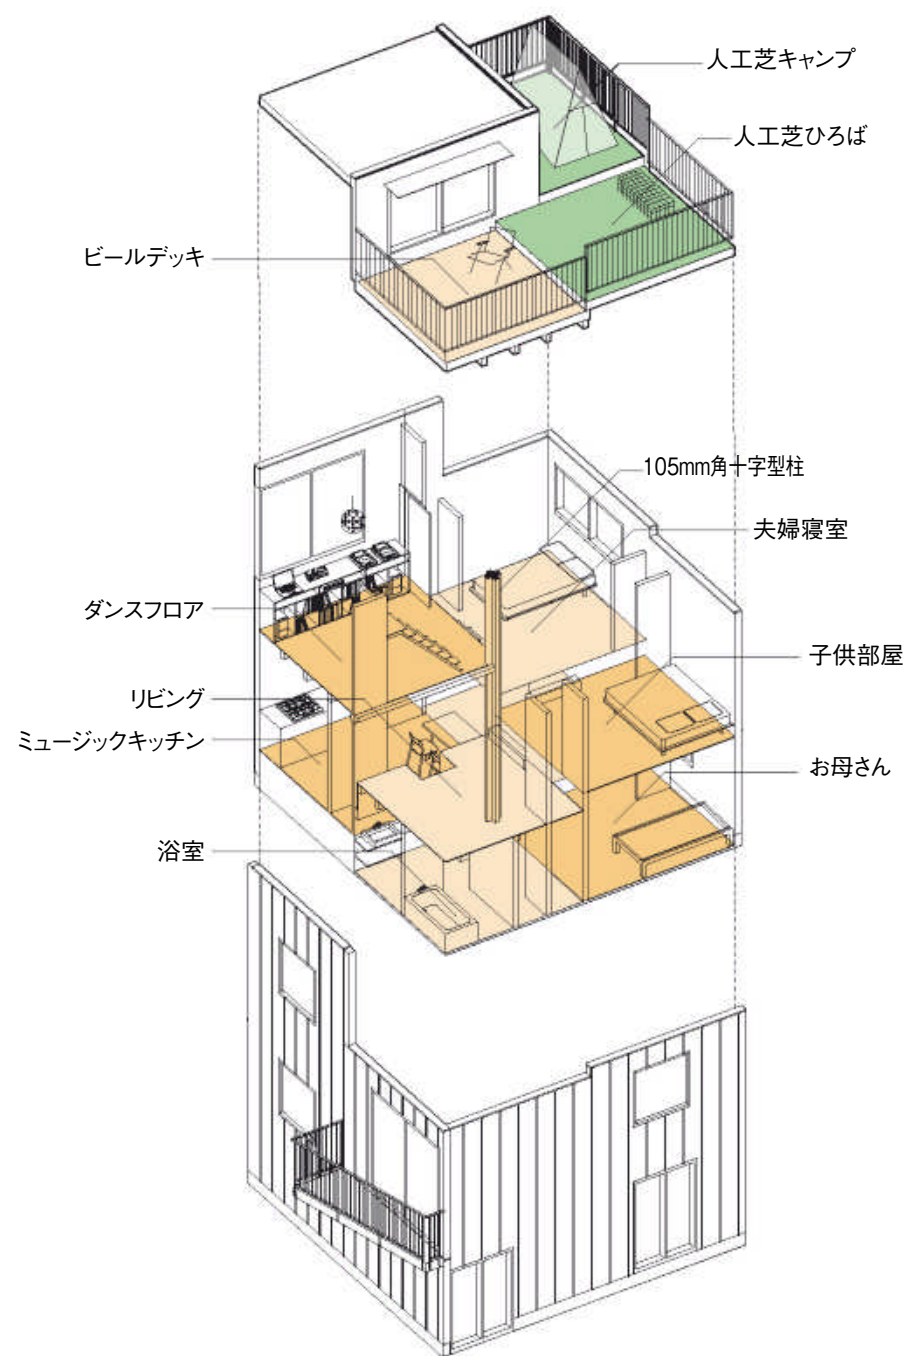 人工芝キャンプ
人工芝ひろば
ビールデッキ
105mm角十字型柱
夫婦寝室
ダンスフロア
子供部屋
リビング
ミュージックキッチン
お母さん
浴室